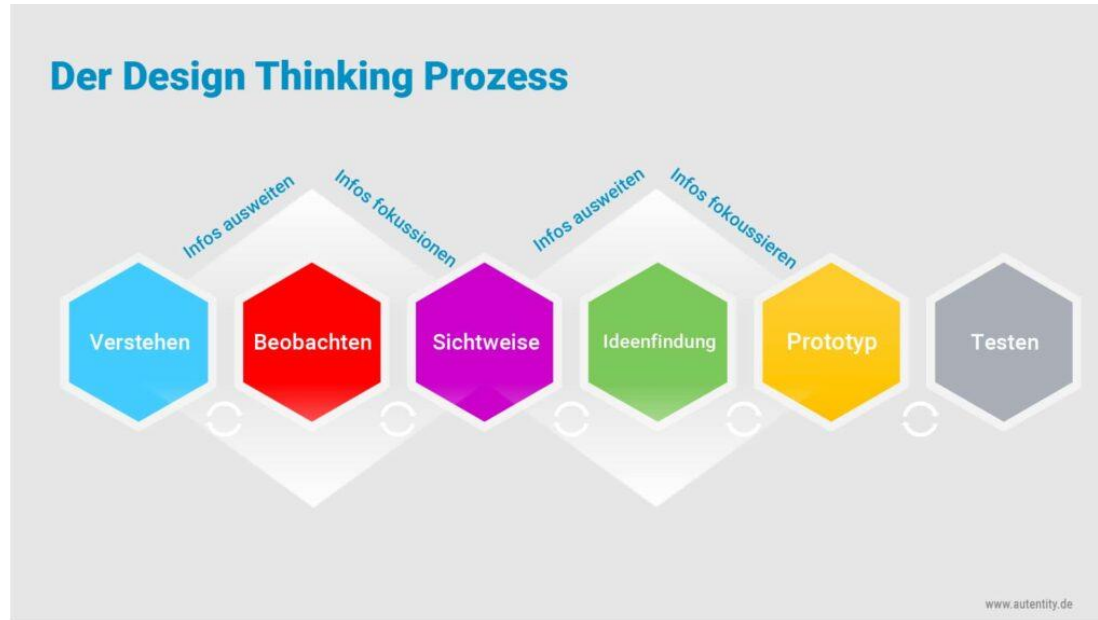 Der Design Thinking Prozess
Infos ausweiten
Infos fokussionen
Infos ausweiten
Infos fokoussieren
Verstehen
Beobachten
Sichtweise
Ideenfindung
Prototyp
Testen
www.autentity.de